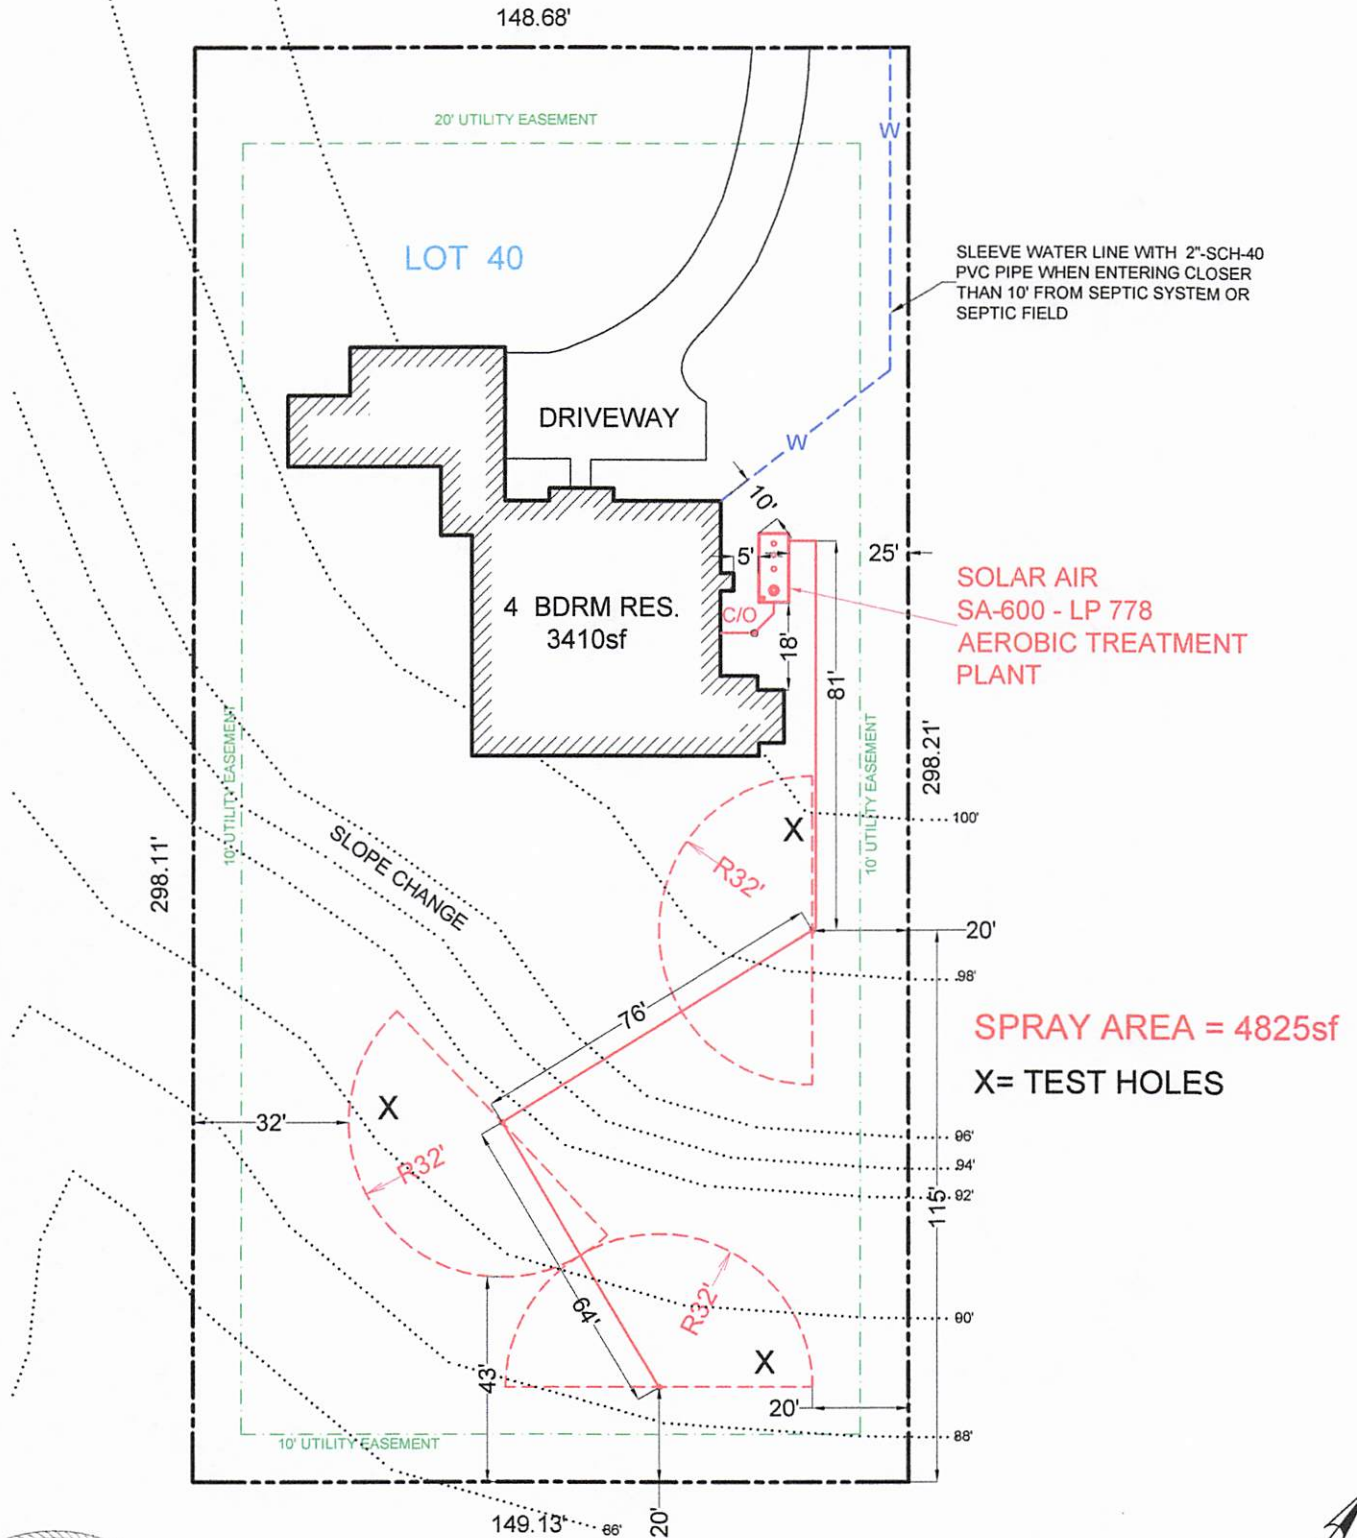 148.68'
20' UTILITY EASEMENT
W
LOT 40
SLEEVE WATER LINE WITH 2"-SCH-40
PVC PIPE WHEN ENTERING CLOSER
THAN 10' FROM SEPTIC SYSTEM OR
SEPTIC FIELD
DRIVEWAY
W
10'
5'
25'
SOLAR AIR
SA-600 - LP 778
AEROBIC TREATMENT
PLANT
4 BDRM RES.
3410sf
C/O
18'
81'
10' UTILITY EASEMENT
10' UTILITY EASEMENT
298.21'
298.11'
100'
X
SLOPE CHANGE
R32'
20'
98'
76'
SPRAY AREA = 4825sf
X= TEST HOLES
X
32'
R32'
96'
94'
92'
115'
64'
R32'
90'
43'
X
20'
88'
10' UTILITY EASEMENT
149.13'
86'
20'